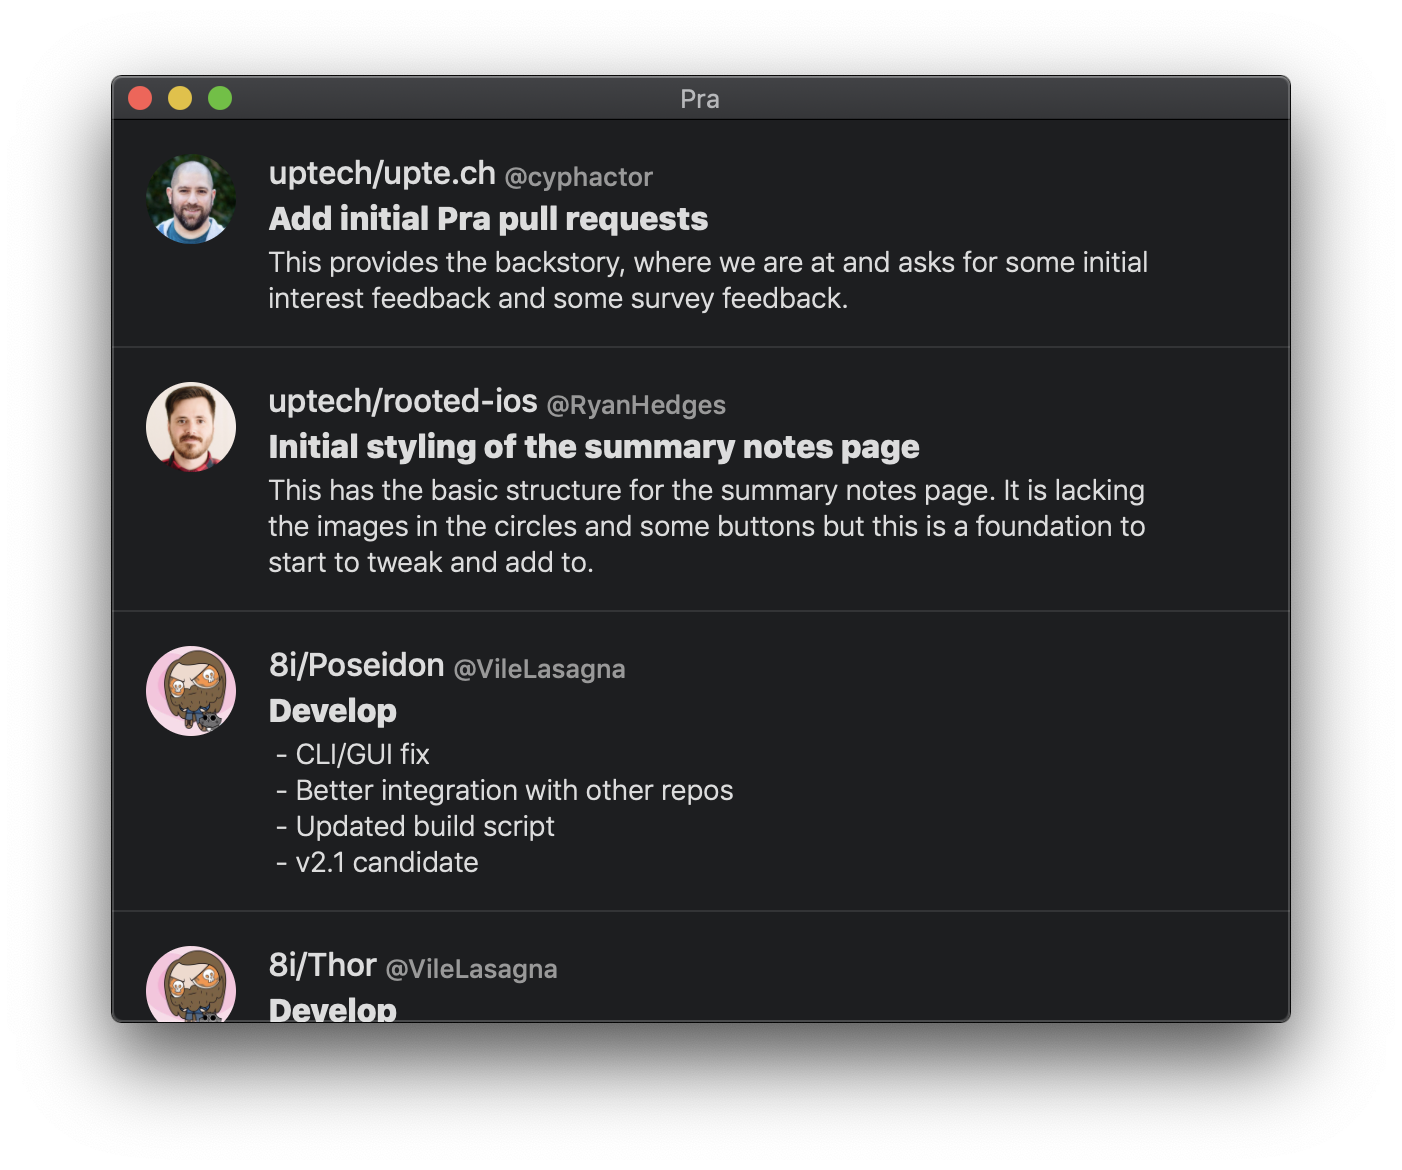 Pra
uptech/upte.ch @cyphactor
Add initial Pra pull requests
This provides the backstory, where we are at and asks for some initial
interest feedback and some survey feedback.
uptech/rooted-ios @RyanHedges
Initial styling of the summary notes page
This has the basic structure for the summary notes page. It is lacking
the images in the circles and some buttons but this is a foundation to
start to tweak and add to.
8i/Poseidon @VileLasagna
Develop
- CLI/GUI fix
- Better integration with other repos
- Updated build script
- v2.1 candidate
8i/Thor @VileLasagna
Develop